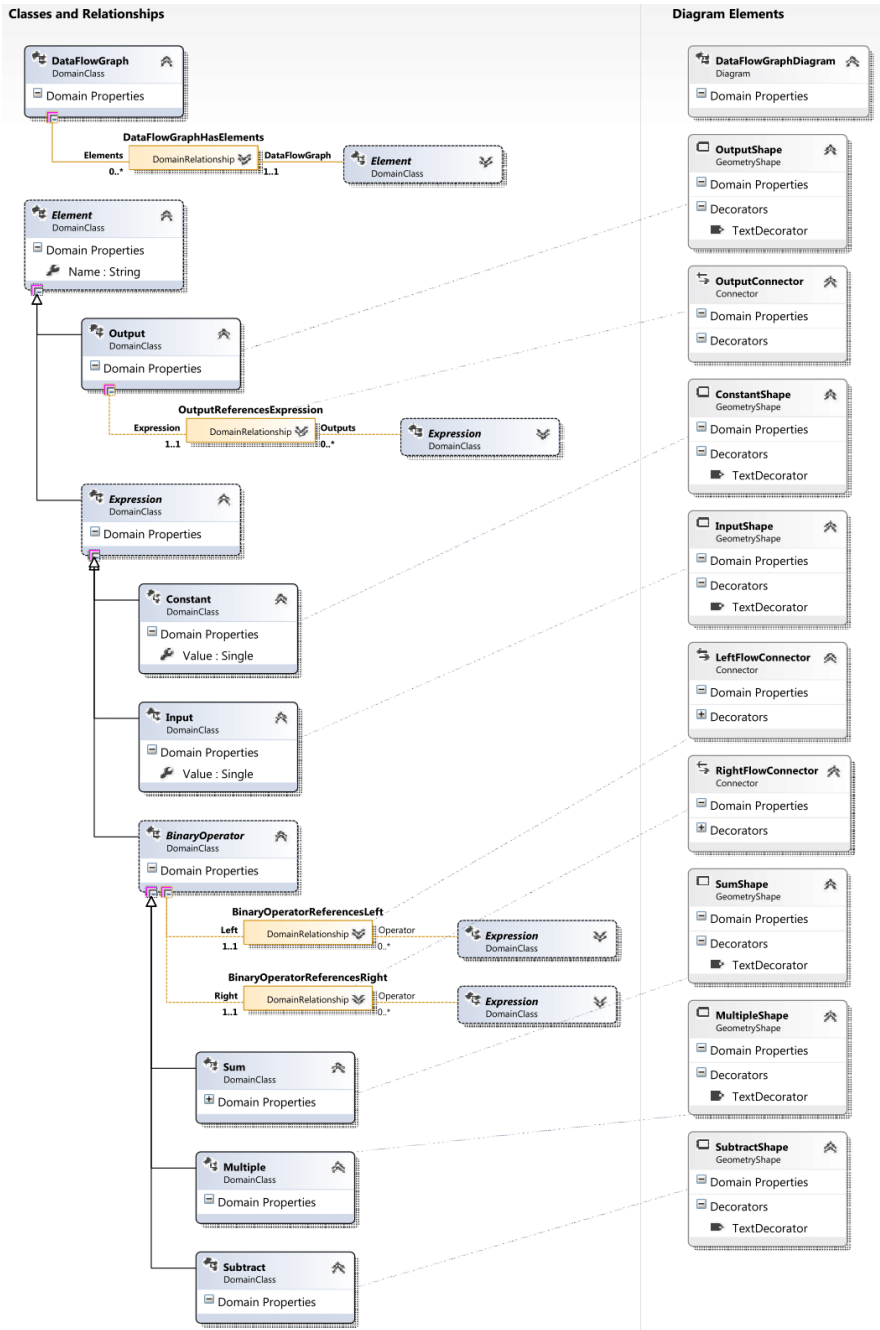 Classes and Relationships
DataFlowGraph
DomainClass
Domain Properties
DataFlowGraphHasElements
Elements
DomainRelationship
DataFlowGraph
0..*
1..1
Element
DomainClass
Element
DomainClass
Domain Properties
Name : String
Output
DomainClass
Domain Properties
OutputReferencesExpression
Expression
DomainRelationship
Outputs
1..1
0..*
Expression
DomainClass
Expression
DomainClass
Domain Properties
Constant
DomainClass
Domain Properties
Value : Single
Input
DomainClass
Domain Properties
Value : Single
BinaryOperator
DomainClass
Domain Properties
BinaryOperatorReferencesLeft
Left
DomainRelationship
Operator
1..1
0..*
Expression
DomainClass
BinaryOperatorReferencesRight
Right
DomainRelationship
Operator
1..1
0..*
Expression
DomainClass
Sum
DomainClass
Domain Properties
Multiple
DomainClass
Domain Properties
Subtract
DomainClass
Domain Properties
Diagram Elements
DataFlowGraphDiagram
Diagram
Domain Properties
OutputShape
GeometryShape
Domain Properties
Decorators
TextDecorator
OutputConnector
Connector
Domain Properties
Decorators
ConstantShape
GeometryShape
Domain Properties
Decorators
TextDecorator
InputShape
GeometryShape
Domain Properties
Decorators
TextDecorator
LeftFlowConnector
Connector
Domain Properties
Decorators
RightFlowConnector
Connector
Domain Properties
Decorators
SumShape
GeometryShape
Domain Properties
Decorators
TextDecorator
MultipleShape
GeometryShape
Domain Properties
Decorators
TextDecorator
SubtractShape
GeometryShape
Domain Properties
Decorators
TextDecorator